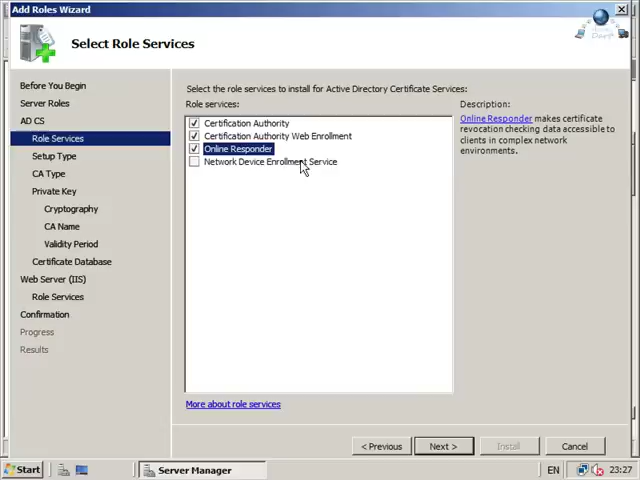 Add Roles Wizard
Select Role Services
Before You Begin
Server Roles
AD CS
Role Services
Setup Type
CA Type
Private Key
Cryptography
CA Name
Validity Period
Certificate Database
Web Server (IIS)
Role Services
Confirmation
Progress
Results
Select the role services to install for Active Directory Certificate Services:
Role services:
Certification Authority
Certification Authority Web Enrollment
Online Responder
Network Device Enrollment Service
More about role services
Description:
Online Responder makes certificate
revocation checking data accessible to
clients in complex network
environments.
< Previous
Next >
Install
Cancel
Start
Server Manager
EN
23:27